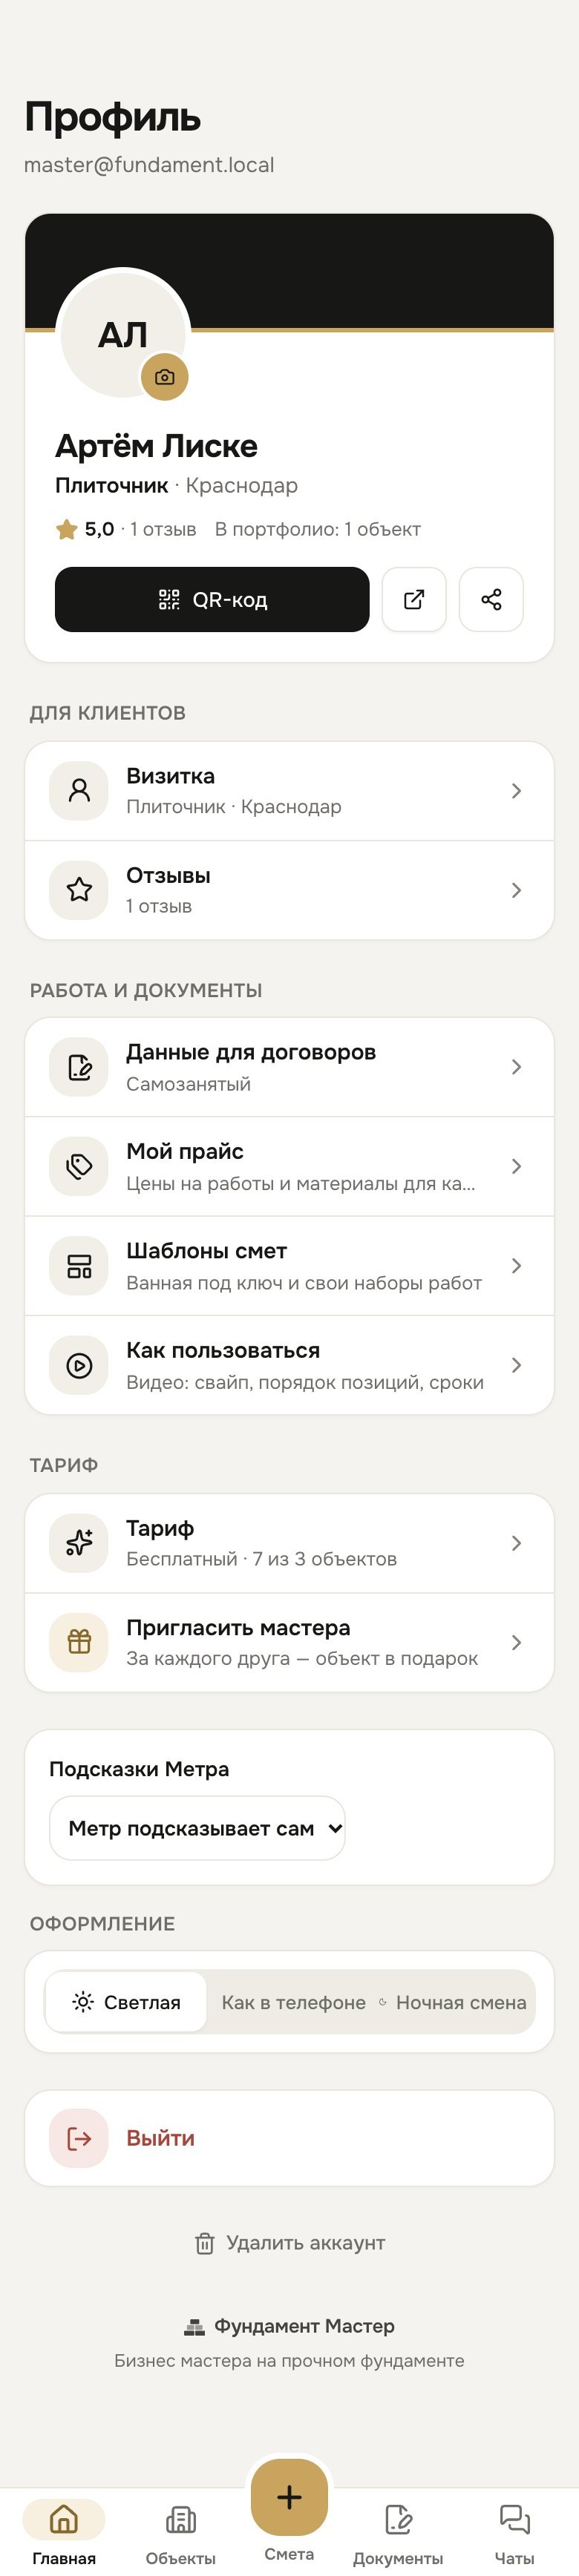 Профиль
master@fundament.local
АЛ
Артём Лиске
Плиточник · Краснодар
5,0 · 1 отзыв В портфолио: 1 объект
QR-код
ДЛЯ КЛИЕНТОВ
Визитка
Плиточник · Краснодар
Отзывы
1 отзыв
РАБОТА И ДОКУМЕНТЫ
Данные для договоров
Самозанятый
Мой прайс
Цены на работы и материалы для ка...
Шаблоны смет
Ванная под ключ и свои наборы работ
Как пользоваться
Видео: свайп, порядок позиций, сроки
ТАРИФ
Тариф
Бесплатный · 7 из 3 объектов
Пригласить мастера
За каждого друга — объект в подарок
Подсказки Метра
Метр подсказывает сам
ОФОРМЛЕНИЕ
Светлая Как в телефоне Ночная смена
Выйти
Удалить аккаунт
Фундамент Мастер
Бизнес мастера на прочном фундаменте
Главная Объекты Смета Документы Чаты